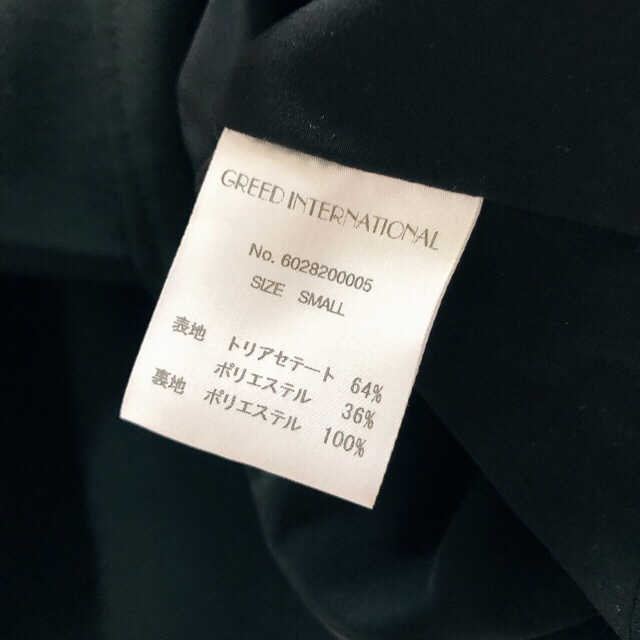 GREED INTERNATIONAL
No. 6028200005
SIZE SMALL
表地 トリアセテート 64%
ポリエステル 36%
裏地 ポリエステル 100%